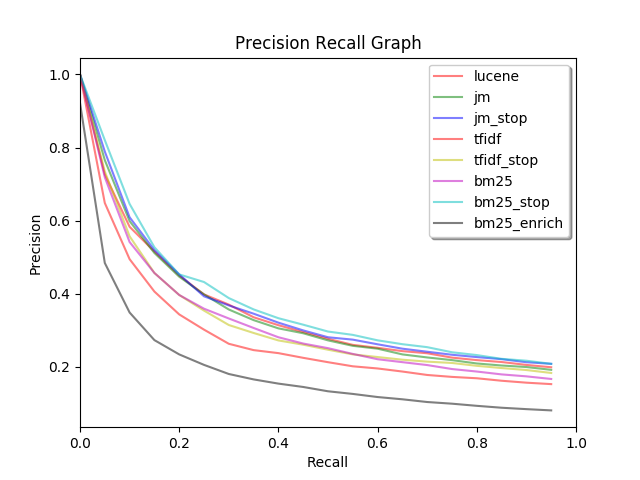 Precision Recall Graph
1.0
0.8
0.6
0.4
0.2
Precision
0.0
0.2
0.4
0.6
0.8
1.0
Recall
lucene
jm
jm_stop
tfidf
tfidf_stop
bm25
bm25_stop
bm25_enrich